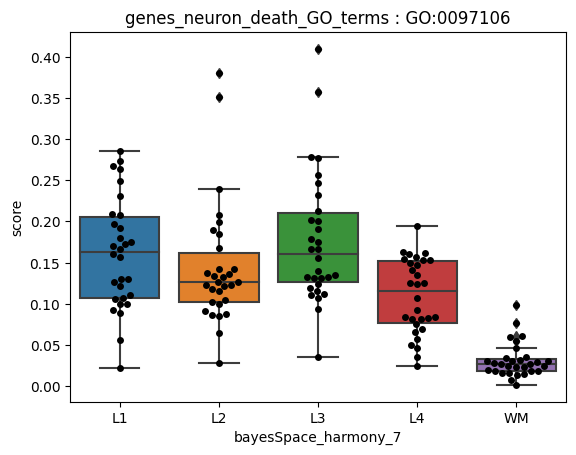 genes_neuron_death_GO_terms : GO:0097106
score
0.40
0.35
0.30
0.25
0.20
0.15
0.10
0.05
0.00
L1 L2 L3 L4 WM
bayesSpace_harmony_7